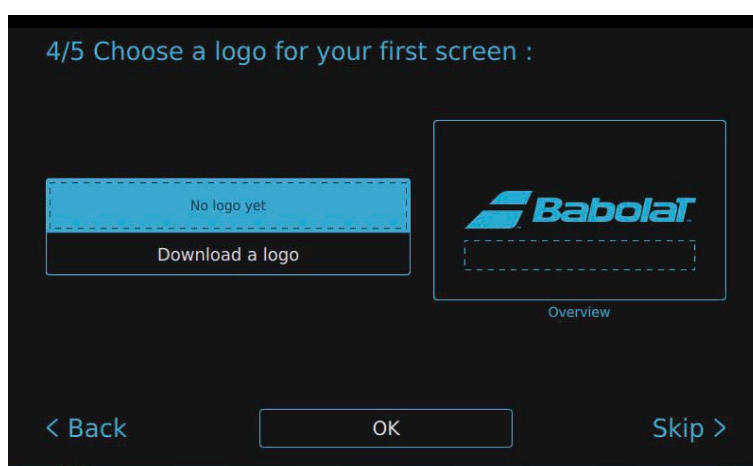 4/5 Choose a logo for your first screen :
No logo yet
Download a logo
Babolat
Overview
< Back
OK
Skip >